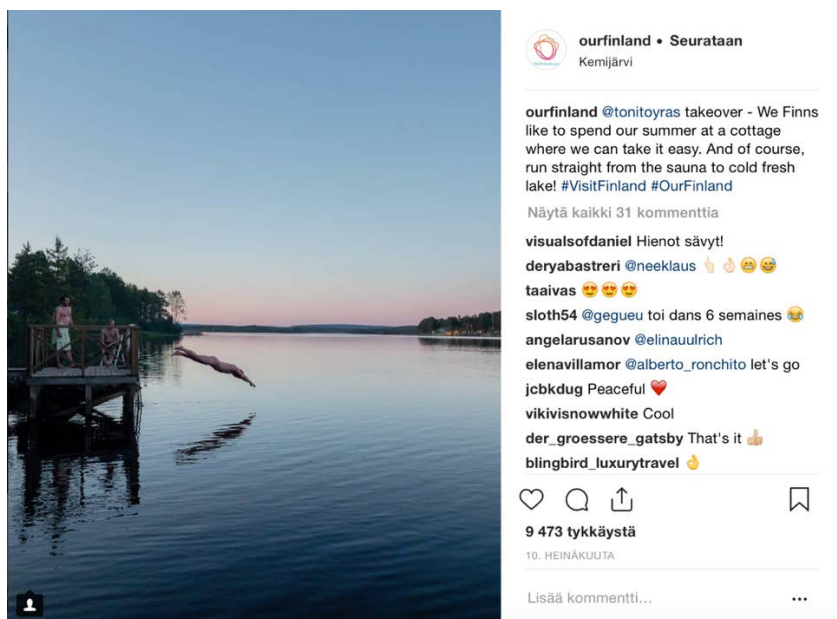 ourfinland • Seurataan
Kemijärvi
ourfinland @tonitoyras takeover - We Finns
like to spend our summer at a cottage
where we can take it easy. And of course,
run straight from the sauna to cold fresh
lake! #VisitFinland #OurFinland
Näytä kaikki 31 kommenttia
visualsofdaniel Hienot sävyt!
deryabastreri @neeklaus 👆🏻👌🏻😁😅
taaivas 😍😍😍
sloth54 @gegueu toi dans 6 semaines 😂
angelarusanov @elinauulrich
elenavillamor @alberto_ronchito let's go
jcbkdug Peaceful ❤️
vikivisnowwhite Cool
der_groessere_gatsby That's it 👍🏼
blingbird_luxurytravel 👌
9 473 tykkäystä
10. HEINÄKUUTA
Lisää kommentti...